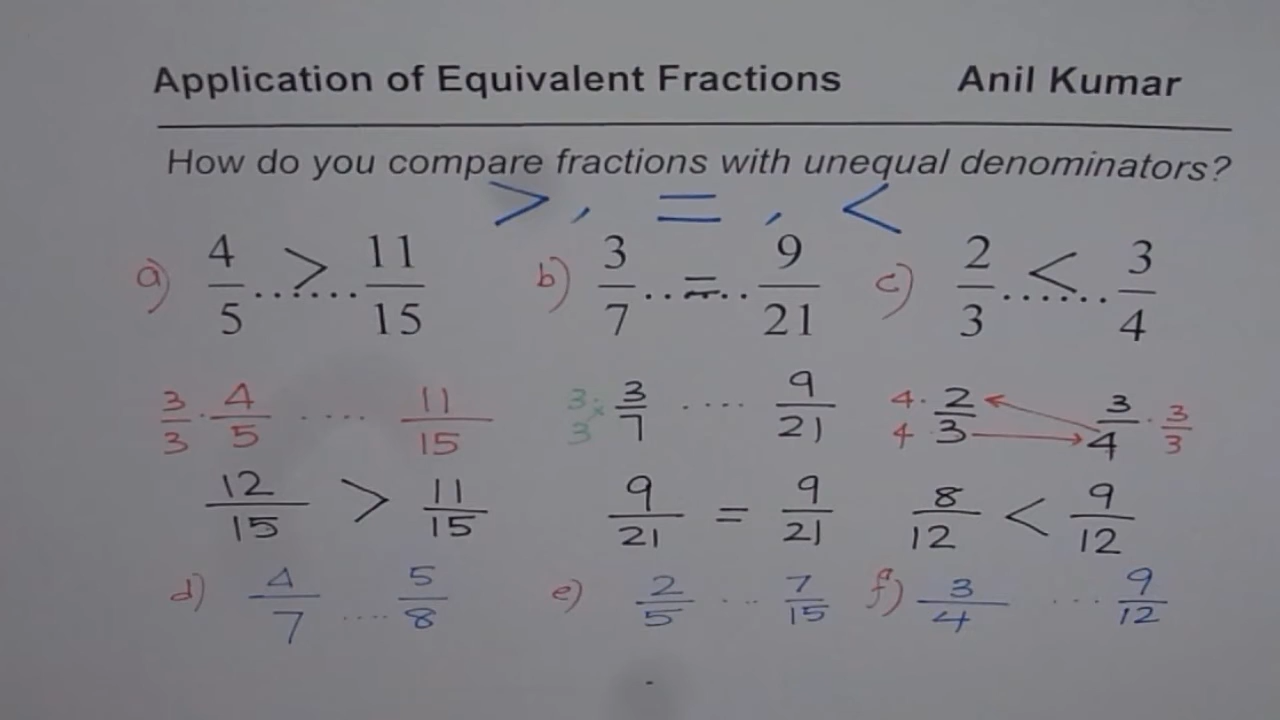 Application of Equivalent Fractions Anil Kumar
How do you compare fractions with unequal denominators?
> , = , <
a) 4/5 ...>... 11/15 b) 3/7 ..=.. 9/21 c) 2/3 ...<... 3/4
3/3 · 4/5 .... 11/15 3/3 × 3/7 .... 9/21 4/4 · 2/3 3/4 · 3/3
12/15 > 11/15 9/21 = 9/21 8/12 < 9/12
d) 4/7 .... 5/8 e) 2/5 ... 7/15 f) 3/4 ... 9/12